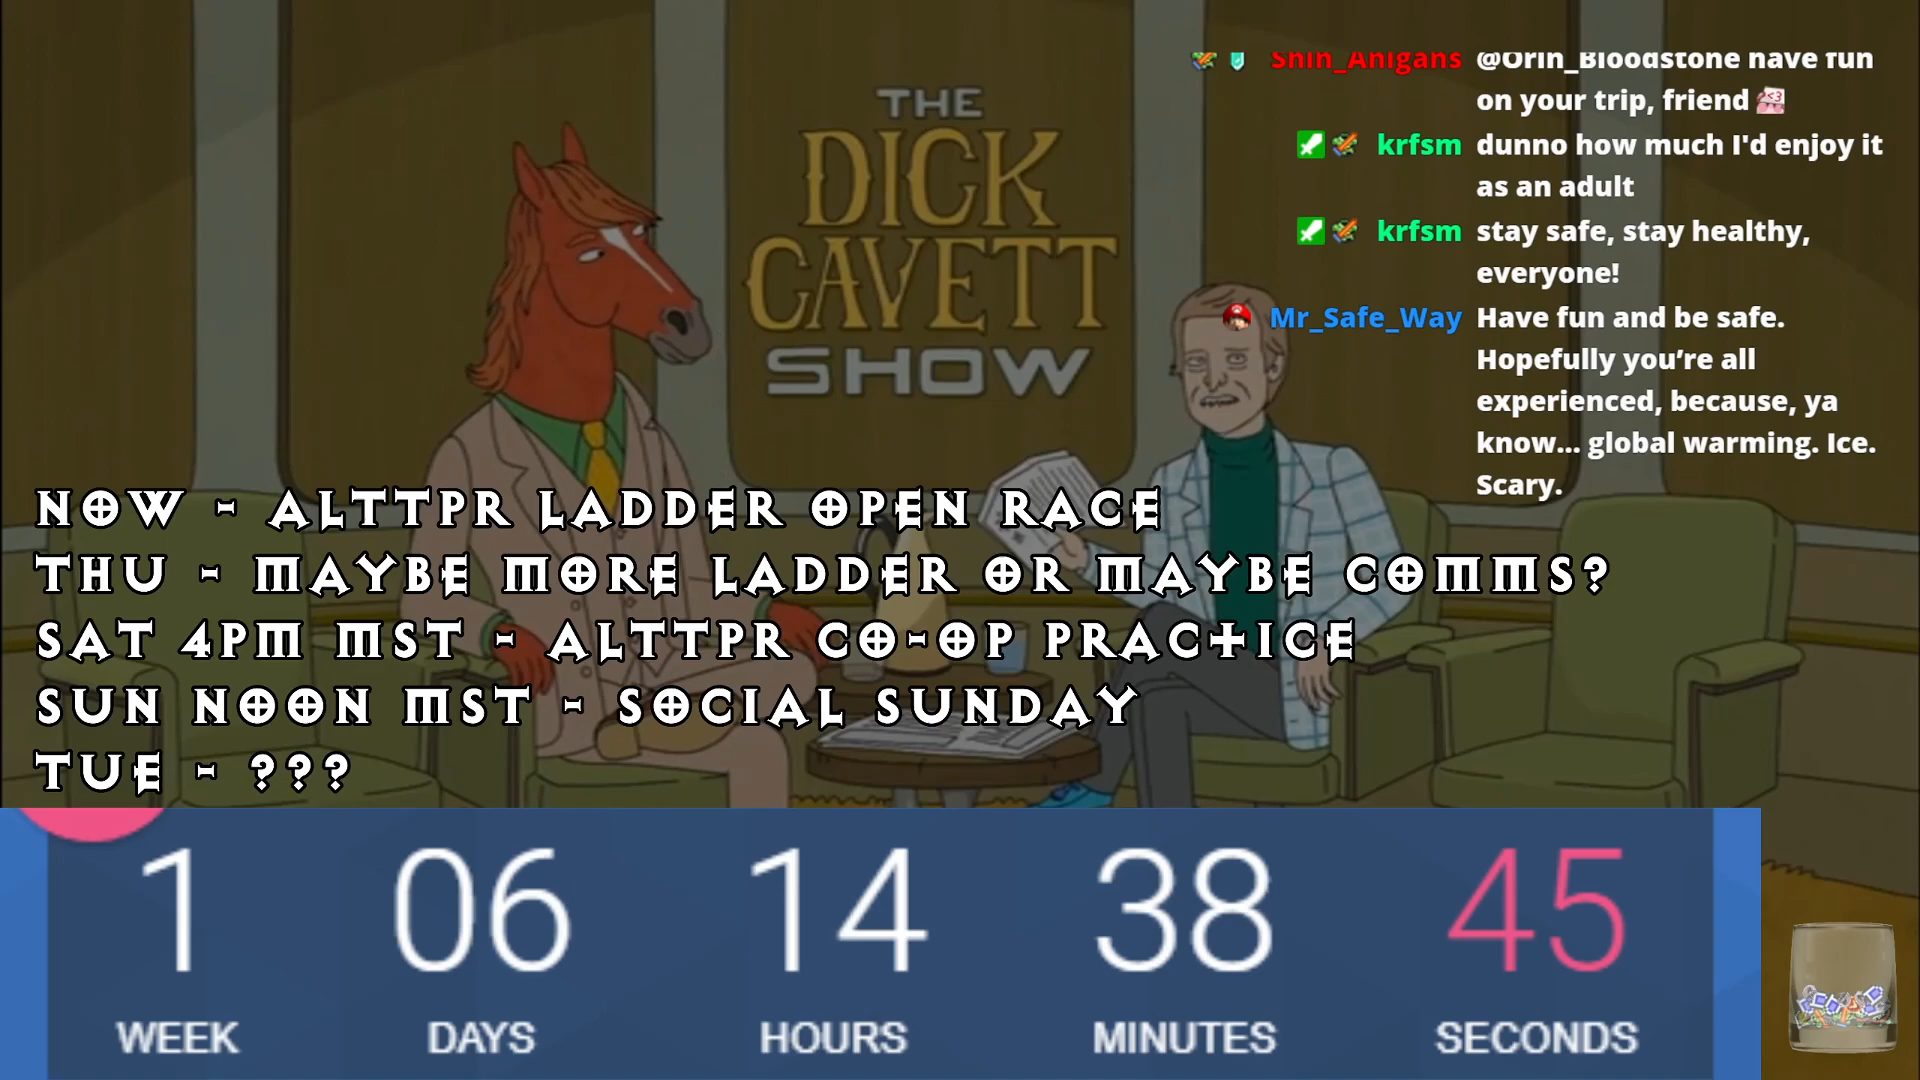 THE
DICK
CAVETT
SHOW
Shin_Anigans @Orin_Bloodstone have fun
on your trip, friend
krfsm dunno how much I'd enjoy it
as an adult
krfsm stay safe, stay healthy,
everyone!
Mr_Safe_Way Have fun and be safe.
Hopefully you’re all
experienced, because, ya
know... global warming. Ice.
Scary.
NOW - ALTTPR LADDER OPEN RACE
THU - MAYBE MORE LADDER OR MAYBE COMMS?
SAT 4PM MST - ALTTPR CO-OP PRACTICE
SUN NOON MST - SOCIAL SUNDAY
TUE - ???
1 06 14 38 45
WEEK DAYS HOURS MINUTES SECONDS